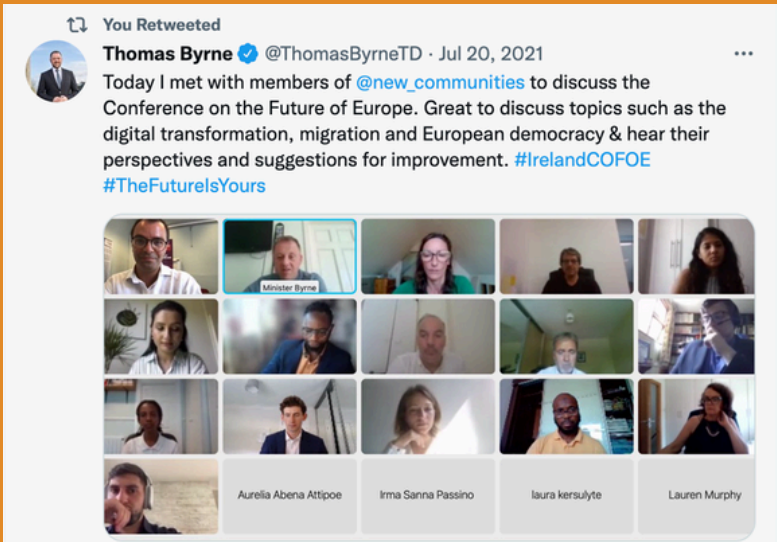 You Retweeted
Thomas Byrne @ThomasByrneTD · Jul 20, 2021
Today I met with members of @new_communities to discuss the
Conference on the Future of Europe. Great to discuss topics such as the
digital transformation, migration and European democracy & hear their
perspectives and suggestions for improvement. #IrelandCOFOE
#TheFutureIsYours
Minister Byrne
Aurelia Abena Attipoe
Irma Sanna Passino
laura kersulyte
Lauren Murphy